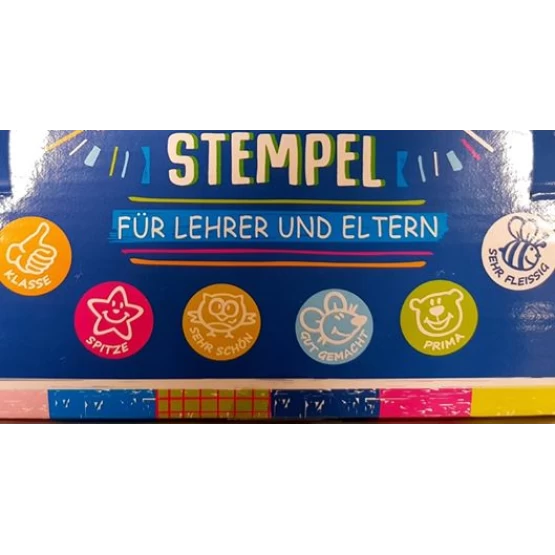 STEMPEL
FÜR LEHRER UND ELTERN
KLASSE
SPITZE
SEHR SCHÖN
GUT GEMACHT
PRIMA
SEHR FLEISSIG